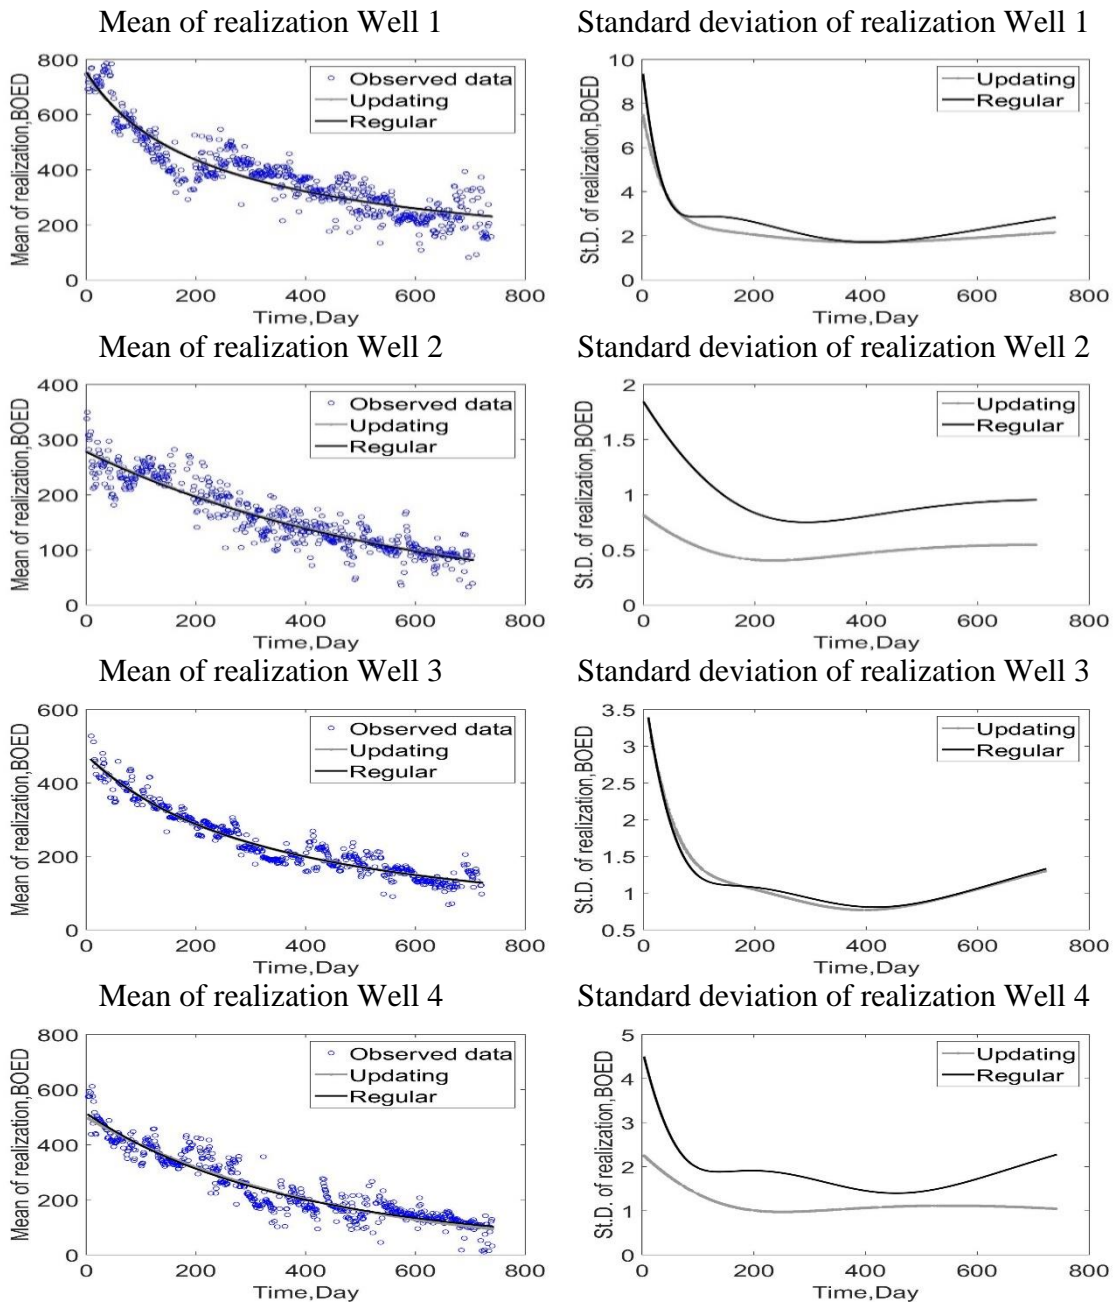 Mean of realization Well 1
Standard deviation of realization Well 1
Mean of realization,BOED
800
600
400
200
0
Observed data
Updating
Regular
0 200 400 600 800
Time,Day
St.D. of realization,BOED
10
8
6
4
2
0
Updating
Regular
0 200 400 600 800
Time,Day
Mean of realization Well 2
Standard deviation of realization Well 2
Mean of realization,BOED
400
300
200
100
0
Observed data
Updating
Regular
0 200 400 600 800
Time,Day
St.D. of realization,BOED
2
1.5
1
0.5
0
Updating
Regular
0 200 400 600 800
Time,Day
Mean of realization Well 3
Standard deviation of realization Well 3
Mean of realization,BOED
600
400
200
0
Observed data
Updating
Regular
0 200 400 600 800
Time,Day
St.D. of realization,BOED
3.5
3
2.5
2
1.5
1
0.5
Updating
Regular
0 200 400 600 800
Time,Day
Mean of realization Well 4
Standard deviation of realization Well 4
Mean of realization,BOED
800
600
400
200
0
Observed data
Updating
Regular
0 200 400 600 800
Time,Day
St.D. of realization,BOED
5
4
3
2
1
0
Updating
Regular
0 200 400 600 800
Time,Day